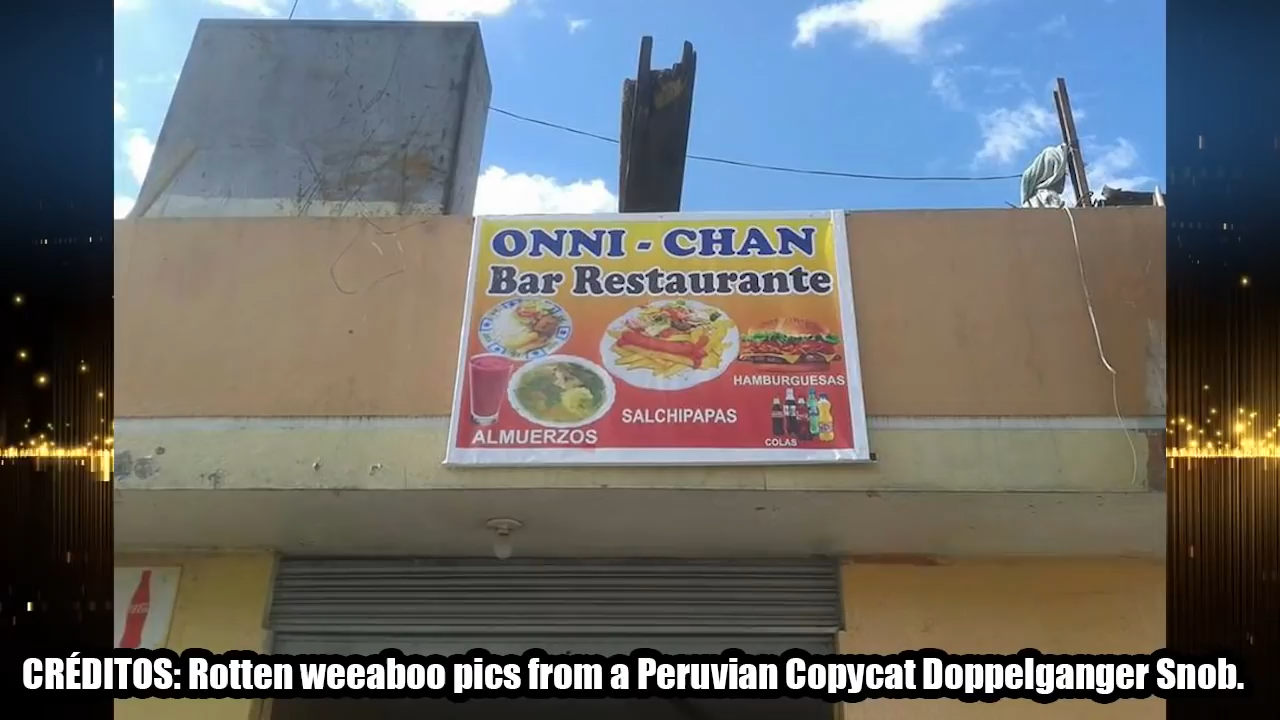 ONNI - CHAN
Bar Restaurante
HAMBURGUESAS
SALCHIPAPAS
ALMUERZOS
COLAS
CRÉDITOS: Rotten weeaboo pics from a Peruvian Copycat Doppelganger Snob.